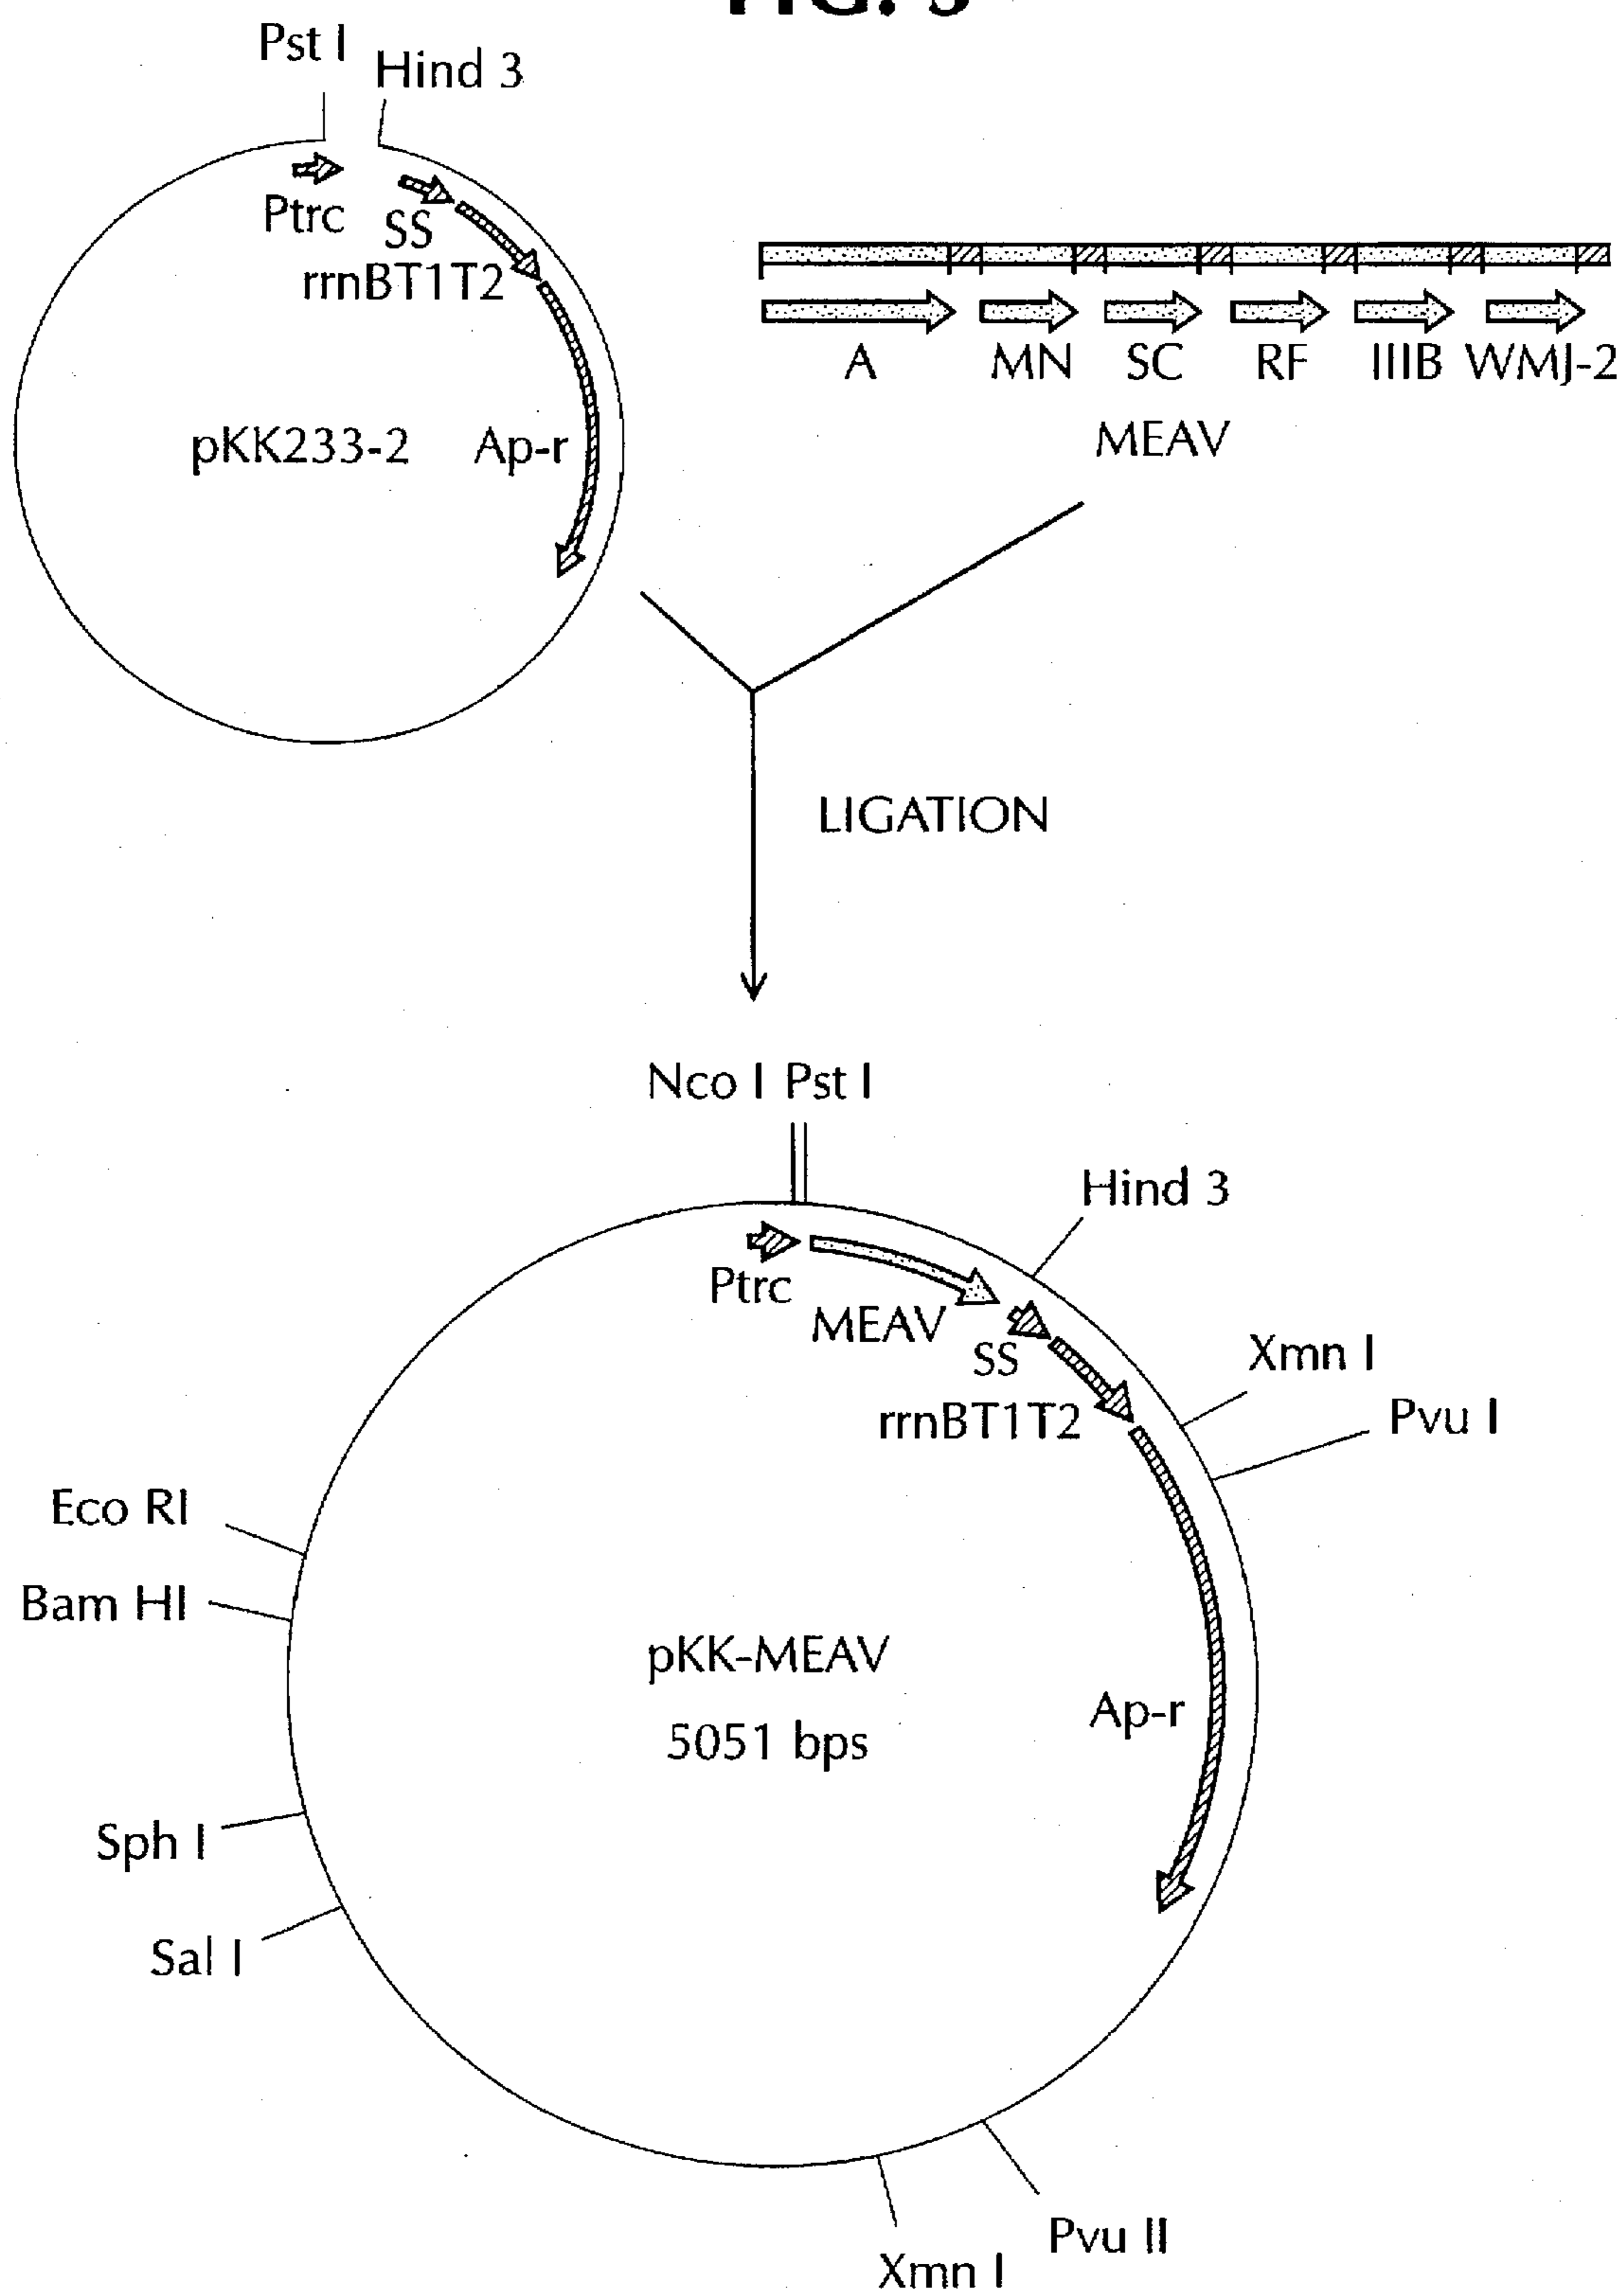 Pst I
Hind 3
Ptrc
SS
rrnBT1T2
pKK233-2
Ap-r
A
MN
SC
RF
IIIB
WMJ-2
MEAV
LIGATION
Nco I
Pst I
Hind 3
Ptrc
MEAV
SS
rrnBT1T2
Xmn I
Pvu I
Eco RI
Bam HI
pKK-MEAV
5051 bps
Ap-r
Sph I
Sal I
Pvu II
Xmn I